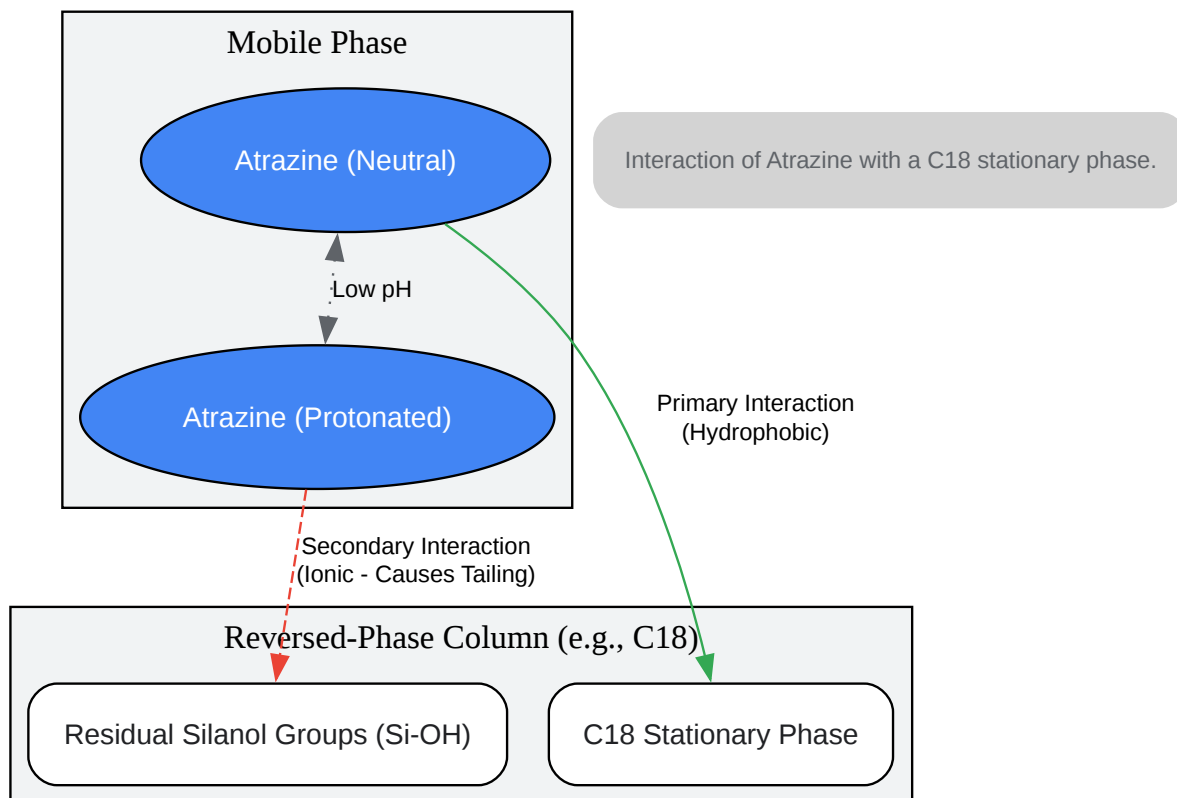 Mobile Phase
Atrazine (Neutral)
Interaction of Atrazine with a C18 stationary phase.
Low pH
Atrazine (Protonated)
Primary Interaction
(Hydrophobic)
Secondary Interaction
(Ionic - Causes Tailing)
Reversed-Phase Column (e.g., C18)
Residual Silanol Groups (Si-OH)
C18 Stationary Phase